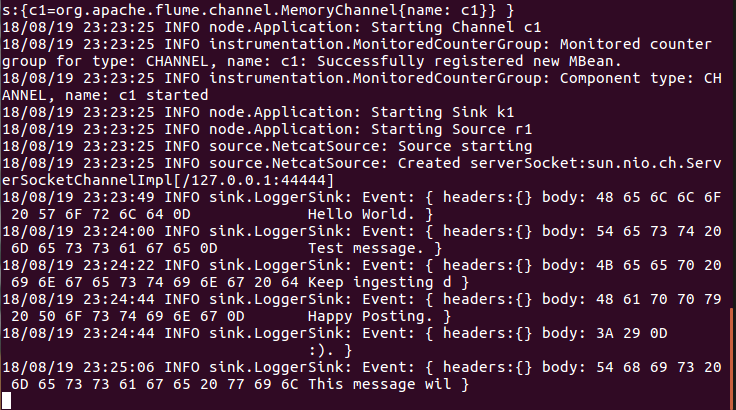 s:{c1=org.apache.flume.channel.MemoryChannel{name: c1}} }
18/08/19 23:23:25 INFO node.Application: Starting Channel c1
18/08/19 23:23:25 INFO instrumentation.MonitoredCounterGroup: Monitored counter
group for type: CHANNEL, name: c1: Successfully registered new MBean.
18/08/19 23:23:25 INFO instrumentation.MonitoredCounterGroup: Component type: CH
ANNEL, name: c1 started
18/08/19 23:23:25 INFO node.Application: Starting Sink k1
18/08/19 23:23:25 INFO node.Application: Starting Source r1
18/08/19 23:23:25 INFO source.NetcatSource: Source starting
18/08/19 23:23:25 INFO source.NetcatSource: Created serverSocket:sun.nio.ch.Serv
erSocketChannelImpl[/127.0.0.1:44444]
18/08/19 23:23:49 INFO sink.LoggerSink: Event: { headers:{} body: 48 65 6C 6C 6F
 20 57 6F 72 6C 64 0D             Hello World. }
18/08/19 23:24:00 INFO sink.LoggerSink: Event: { headers:{} body: 54 65 73 74 20
 6D 65 73 73 61 67 65 0D          Test message. }
18/08/19 23:24:22 INFO sink.LoggerSink: Event: { headers:{} body: 4B 65 65 70 20
 69 6E 67 65 73 74 69 6E 67 20 64 Keep ingesting d }
18/08/19 23:24:44 INFO sink.LoggerSink: Event: { headers:{} body: 48 61 70 70 79
 20 50 6F 73 74 69 6E 67 0D       Happy Posting. }
18/08/19 23:24:44 INFO sink.LoggerSink: Event: { headers:{} body: 3A 29 0D
                                  :). }
18/08/19 23:25:06 INFO sink.LoggerSink: Event: { headers:{} body: 54 68 69 73 20
 6D 65 73 73 61 67 65 20 77 69 6C This message wil }